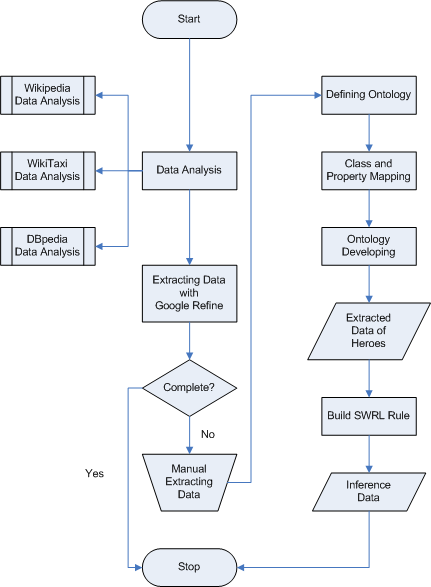 Start
Wikipedia
Data Analysis
WikiTaxi
Data Analysis
DBpedia
Data Analysis
Data Analysis
Extracting Data
with
Google Refine
Complete?
No
Yes
Manual
Extracting
Data
Defining Ontology
Class and
Property Mapping
Ontology
Developing
Extracted
Data of
Heroes
Build SWRL Rule
Inference
Data
Stop